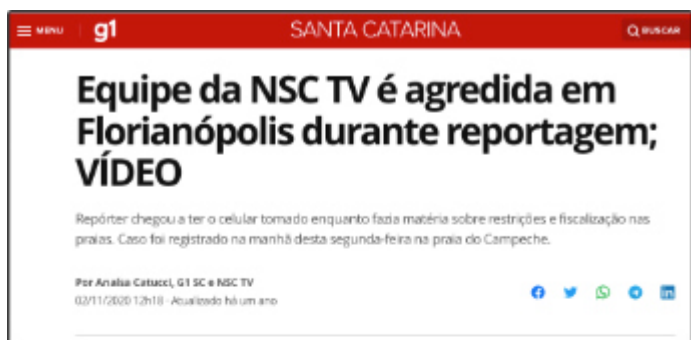 MENU g1 SANTA CATARINA BUSCAR
Equipe da NSC TV é agredida em
Florianópolis durante reportagem;
VÍDEO
Repórter chegou a ter o celular tomado enquanto fazia matéria sobre restrições e fiscalização nas
praias. Caso foi registrado na manhã desta segunda-feira na praia do Campeche.
Por Analsa Catucci, G1 SC e NSC TV
02/11/2020 12h18 · Atualizado há um ano